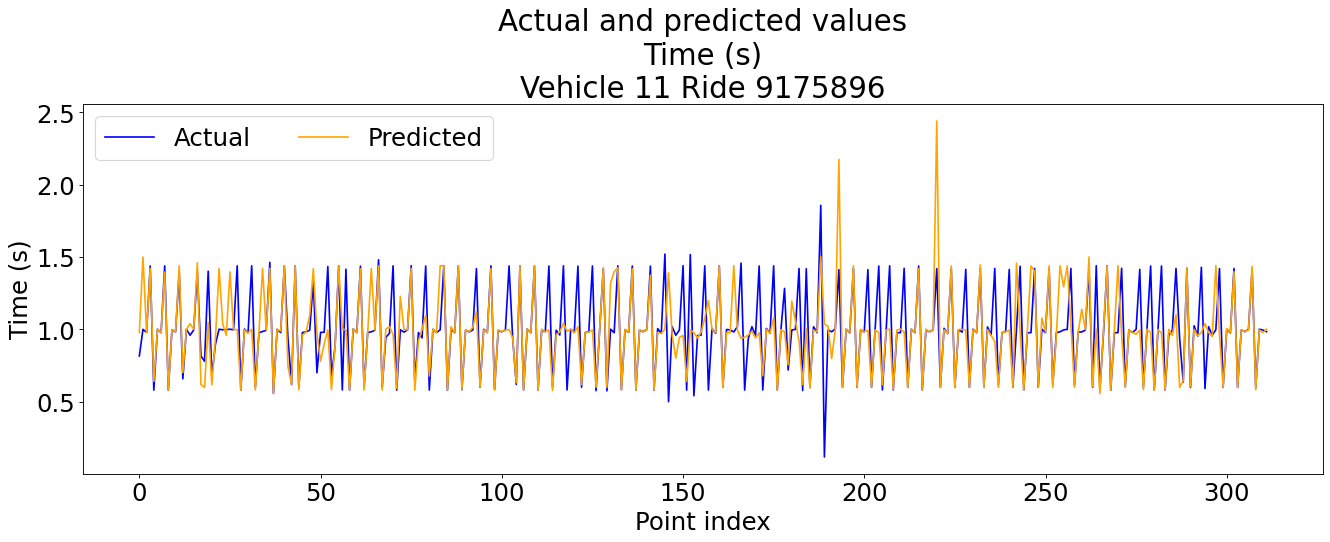 Actual and predicted values
Time (s)
Vehicle 11 Ride 9175896
Actual
Predicted
Time (s)
2.5
2.0
1.5
1.0
0.5
0
50
100
150
200
250
300
Point index